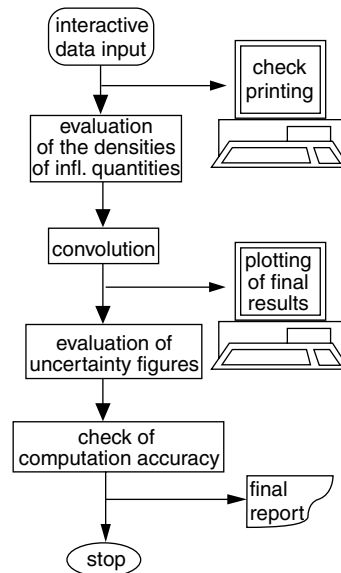 interactive
data input
check
printing
evaluation
of the densities
of infl. quantities
convolution
plotting
of final
results
evaluation of
uncertainty figures
check of
computation accuracy
final
report
stop